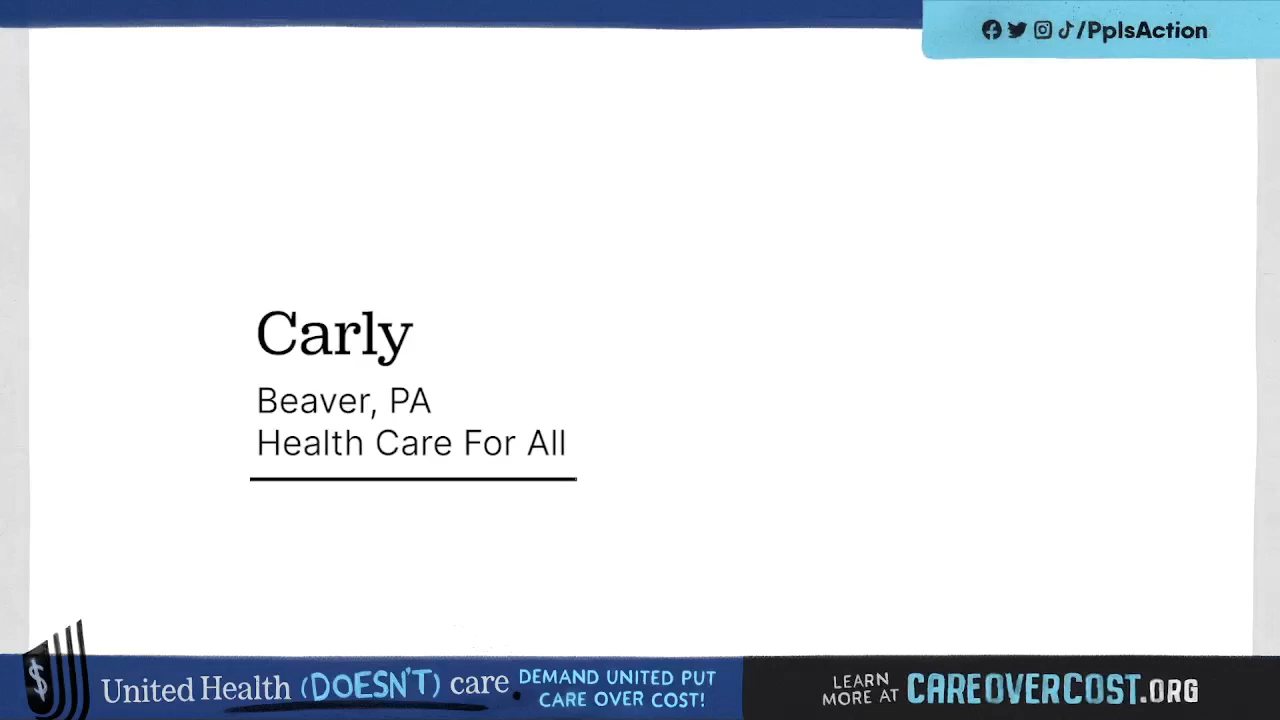 /PplsAction
Carly
Beaver, PA
Health Care For All
$
United Health (DOESN'T) care.
DEMAND UNITED PUT
CARE OVER COST!
LEARN
MORE AT
CAREOVERCOST.ORG